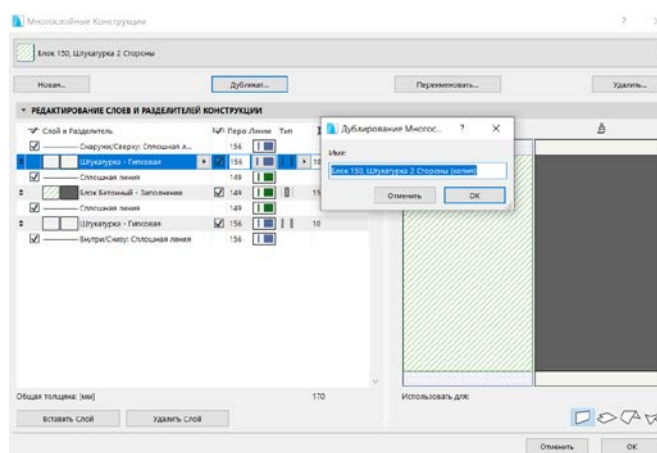 Многослойные Конструкции
? ×
Блок 150, Штукатурка 2 Стороны
Новая...
Дубликат...
Переименовать...
Удалить...
РЕДАКТИРОВАНИЕ СЛОЕВ И РАЗДЕЛИТЕЛЕЙ КОНСТРУКЦИИ
Слой и Разделитель Перо Линии Тип
Снаружи/Сверху: Сплошная л... 156
Штукатурка - Гипсовая 156 10
Сплошная линия 149
Блок Бетонный - Заполнение 149 15
Сплошная линия 149
Штукатурка - Гипсовая 156 10
Внутри/Снизу: Сплошная линия 156
Дублирование Многос... ? ×
Имя:
Блок 150, Штукатурка 2 Стороны (копия)
Отменить
OK
Общая толщина: [мм] 170
Использовать для:
Вставить Слой
Удалить Слой
Отменить
OK